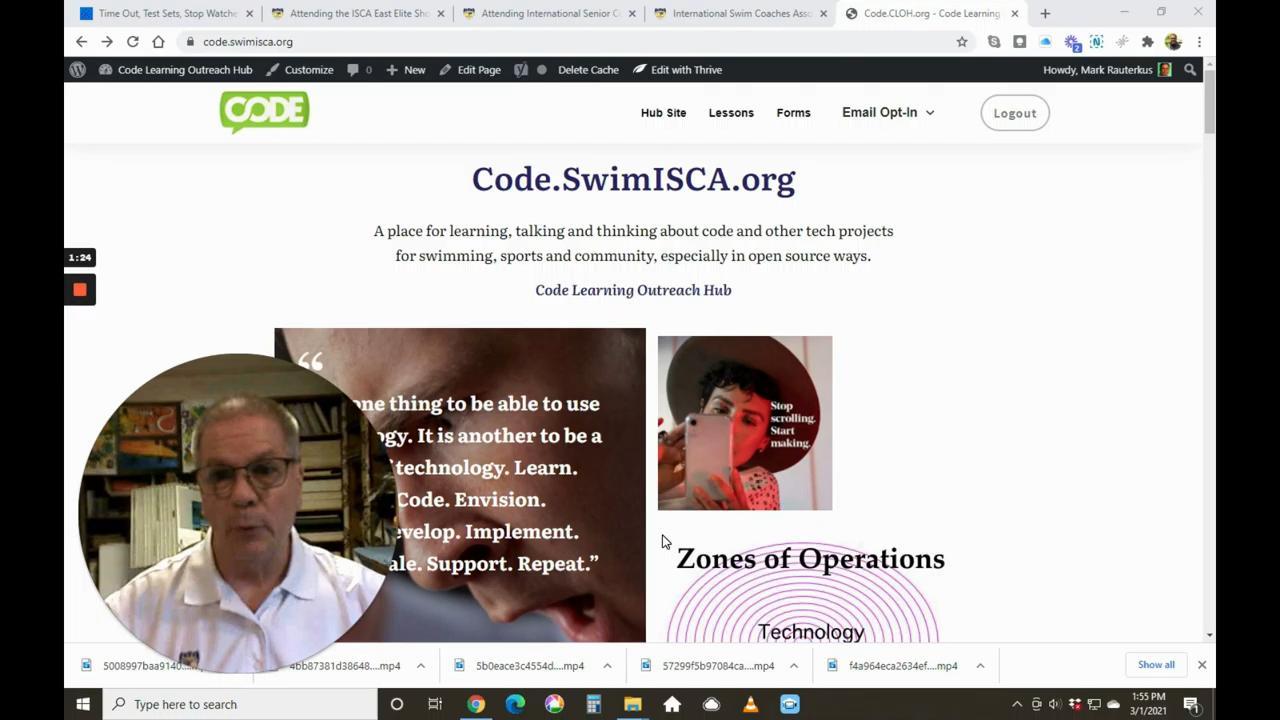 Time Out, Test Sets, Stop Watche
Attending the ISCA East Elite Sho
Attending International Senior C
International Swim Coaches Asso
Code.CLOH.org - Code Learning
code.swimisca.org
2
Code Learning Outreach Hub
Customize
0
New
Edit Page
Delete Cache
Edit with Thrive
Howdy, Mark Rauterkus
CODE
Hub Site
Lessons
Forms
Email Opt-In
Logout
Code.SwimISCA.org
A place for learning, talking and thinking about code and other tech projects
for swimming, sports and community, especially in open source ways.
Code Learning Outreach Hub
1:24
“
one thing to be able to use
ogy. It is another to be a
technology. Learn.
Code. Envision.
evelop. Implement.
ale. Support. Repeat.”
Stop
scrolling.
Start
making.
Zones of Operations
Technology
5008997baa9140....mp4
4bb87381d38648....mp4
5b0eace3c4554d....mp4
57299f5b97084ca....mp4
f4a964eca2634ef....mp4
Show all
Type here to search
1:55 PM
3/1/2021
1